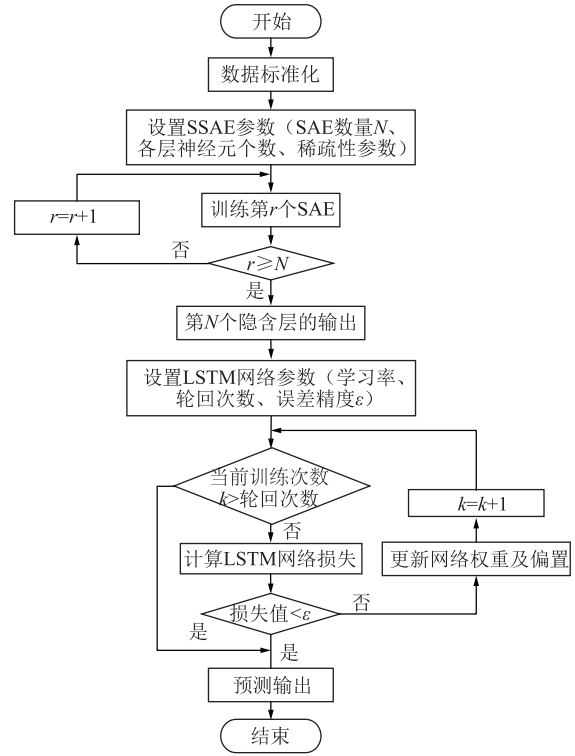 开始
数据标准化
设置SSAE参数（SAE数量N、
各层神经元个数、稀疏性参数）
训练第r个SAE
r=r+1
否
r≥N
是
第N个隐含层的输出
设置LSTM网络参数（学习率、
轮回次数、误差精度ε）
当前训练次数
k>轮回次数
k=k+1
否
计算LSTM网络损失
更新网络权重及偏置
损失值<ε
否
是
是
预测输出
结束